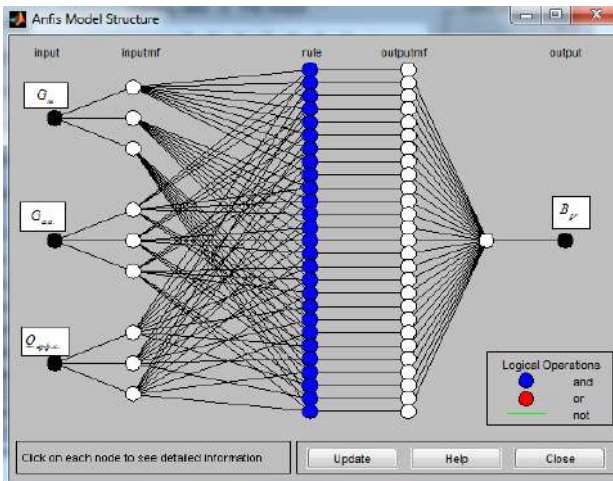 Anfis Model Structure
input inputmf rule outputmf output
G
G
Q
B
Logical Operations
and
or
not
Click on each node to see detailed information
Update Help Close